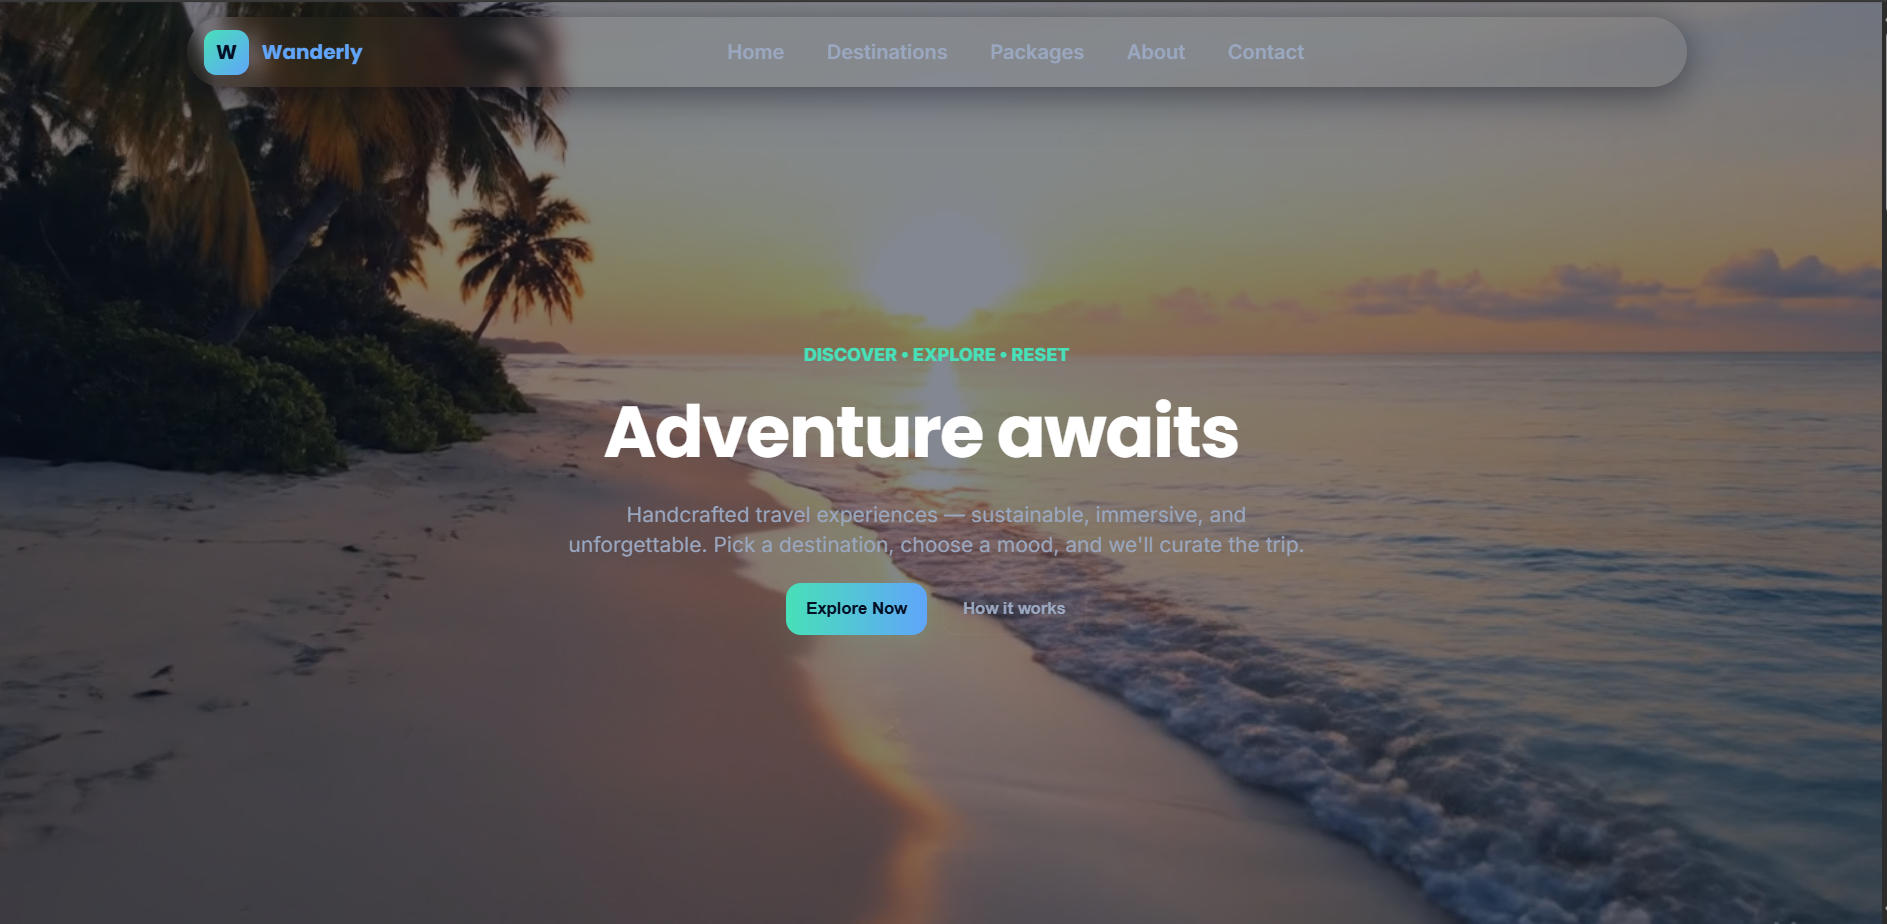 W Wanderly Home Destinations Packages About Contact
DISCOVER • EXPLORE • RESET
Adventure awaits
Handcrafted travel experiences — sustainable, immersive, and
unforgettable. Pick a destination, choose a mood, and we'll curate the trip.
Explore Now How it works